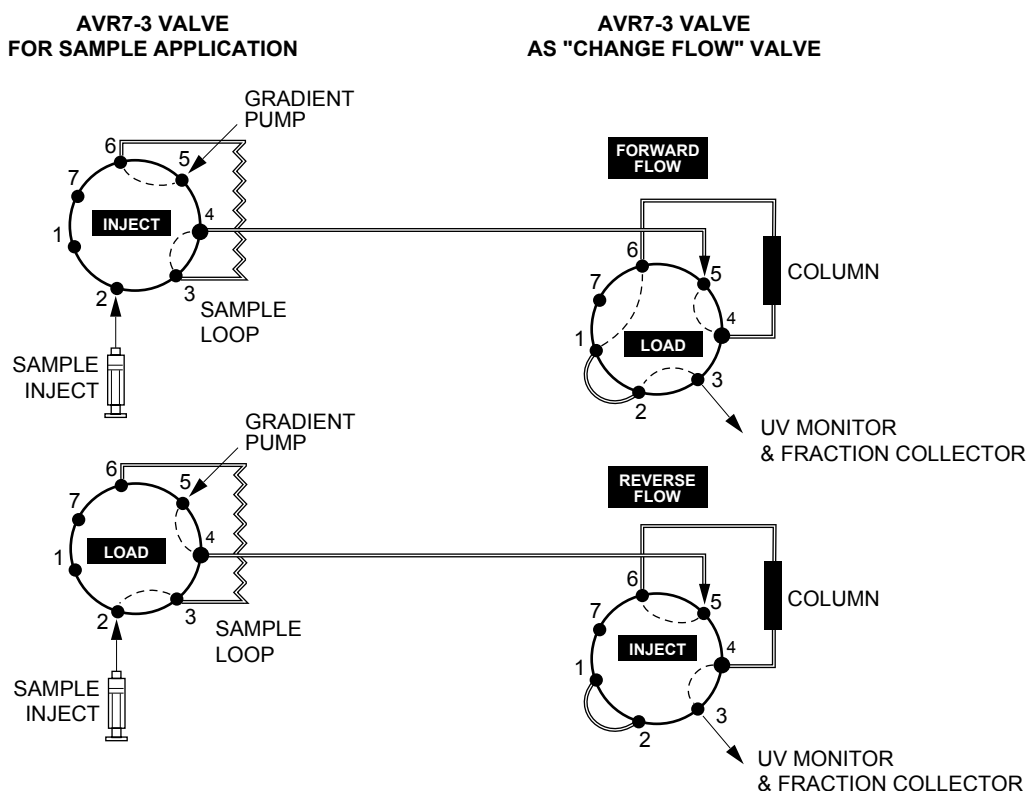 AVR7-3 VALVE
FOR SAMPLE APPLICATION
AVR7-3 VALVE
AS "CHANGE FLOW" VALVE
GRADIENT
PUMP
6
5
7
INJECT
4
1
2
3
SAMPLE
LOOP
SAMPLE
INJECT
FORWARD
FLOW
6
5
7
COLUMN
4
1
LOAD
3
2
UV MONITOR
& FRACTION COLLECTOR
GRADIENT
PUMP
6
5
7
4
1
LOAD
2
3
SAMPLE
LOOP
SAMPLE
INJECT
REVERSE
FLOW
6
5
7
COLUMN
4
1
INJECT
3
2
UV MONITOR
& FRACTION COLLECTOR